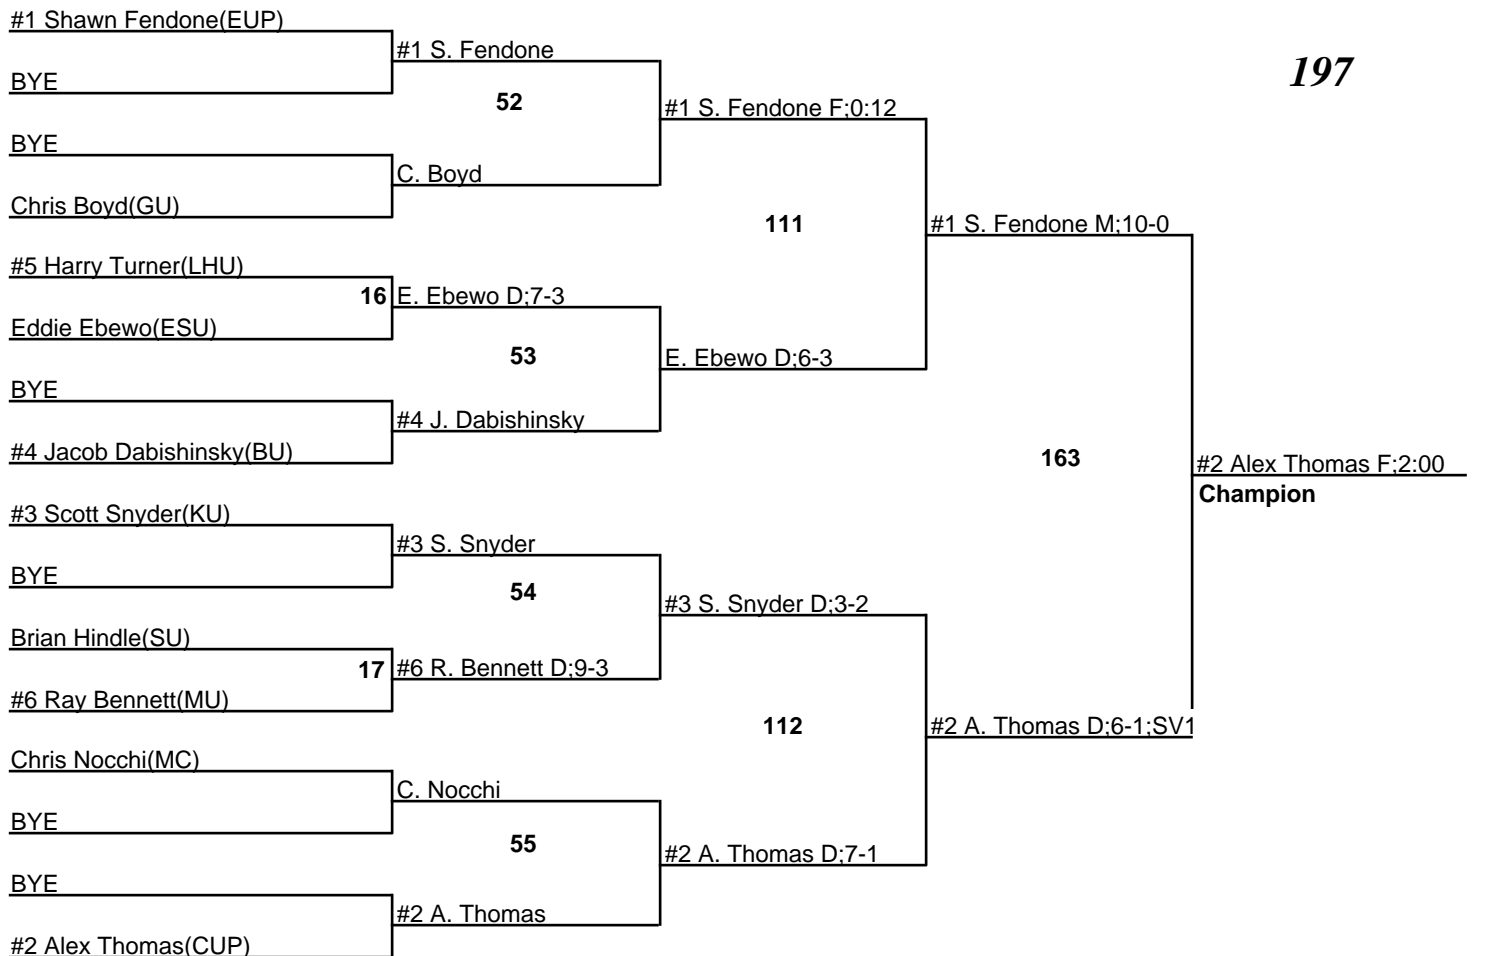 #1 Shawn Fendone(EUP)
#1 S. Fendone
197
BYE
52
#1 S. Fendone F;0:12
BYE
C. Boyd
Chris Boyd(GU)
111
#1 S. Fendone M;10-0
#5 Harry Turner(LHU)
16 E. Ebewo D;7-3
Eddie Ebewo(ESU)
53
E. Ebewo D;6-3
BYE
#4 J. Dabishinsky
#4 Jacob Dabishinsky(BU)
163
#2 Alex Thomas F;2:00
Champion
#3 Scott Snyder(KU)
#3 S. Snyder
BYE
54
#3 S. Snyder D;3-2
Brian Hindle(SU)
17 #6 R. Bennett D;9-3
#6 Ray Bennett(MU)
112
#2 A. Thomas D;6-1;SV1
Chris Nocchi(MC)
C. Nocchi
BYE
55
#2 A. Thomas D;7-1
BYE
#2 A. Thomas
#2 Alex Thomas(CUP)